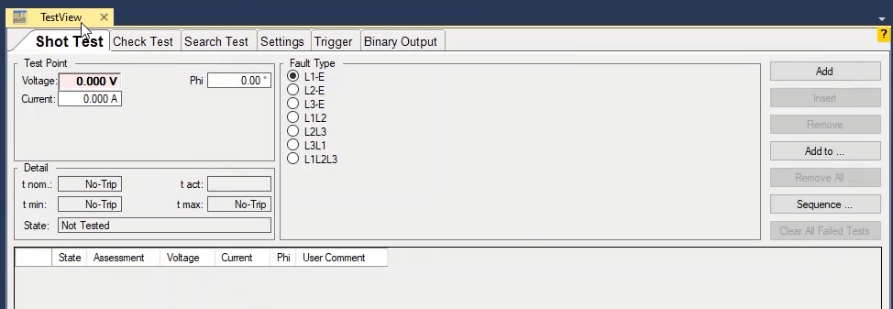 TestView ×
?
Shot Test Check Test Search Test Settings Trigger Binary Output
Test Point
Voltage: 0.000 V Phi 0.00 °
Current: 0.000 A
Fault Type
L1-E
L2-E
L3-E
L1L2
L2L3
L3L1
L1L2L3
Add
Insert
Remove
Add to ...
Remove All ...
Sequence ...
Clear All Failed Tests
Detail
t nom.: No-Trip t act:
t min: No-Trip t max: No-Trip
State: Not Tested
State Assessment Voltage Current Phi User Comment